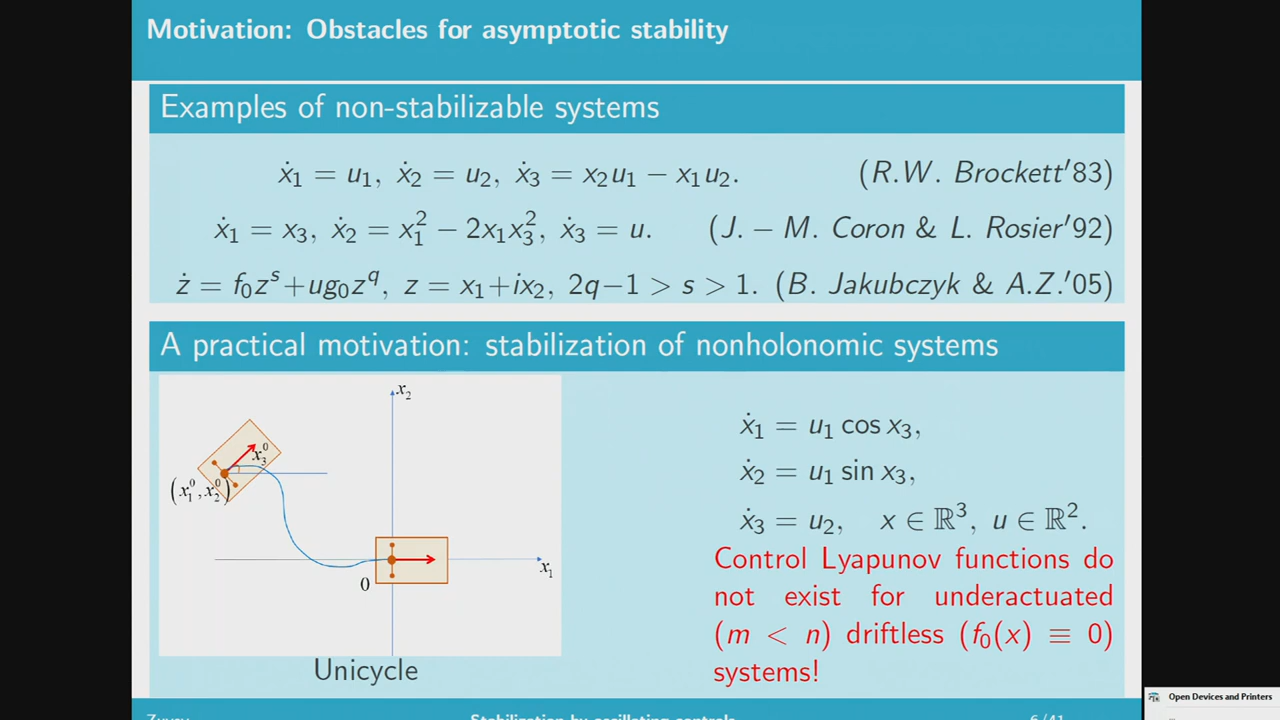 Motivation: Obstacles for asymptotic stability
Examples of non-stabilizable systems
ẋ₁ = u₁, ẋ₂ = u₂, ẋ₃ = x₂u₁ − x₁u₂. (R.W. Brockett′83)
ẋ₁ = x₃, ẋ₂ = x₁² − 2x₁x₃², ẋ₃ = u. (J. − M. Coron & L. Rosier′92)
ż = f₀zˢ+ug₀z^q, z = x₁+ix₂, 2q−1 > s > 1. (B. Jakubczyk & A.Z.′05)
A practical motivation: stabilization of nonholonomic systems
x₂
x₃⁰
(x₁⁰, x₂⁰)
0
x₁
Unicycle
ẋ₁ = u₁ cos x₃,
ẋ₂ = u₁ sin x₃,
ẋ₃ = u₂, x ∈ ℝ³, u ∈ ℝ².
Control Lyapunov functions do
not exist for underactuated
(m < n) driftless (f₀(x) ≡ 0)
systems!
Stabilization by oscillating controls
6/41
Open Devices and Printers